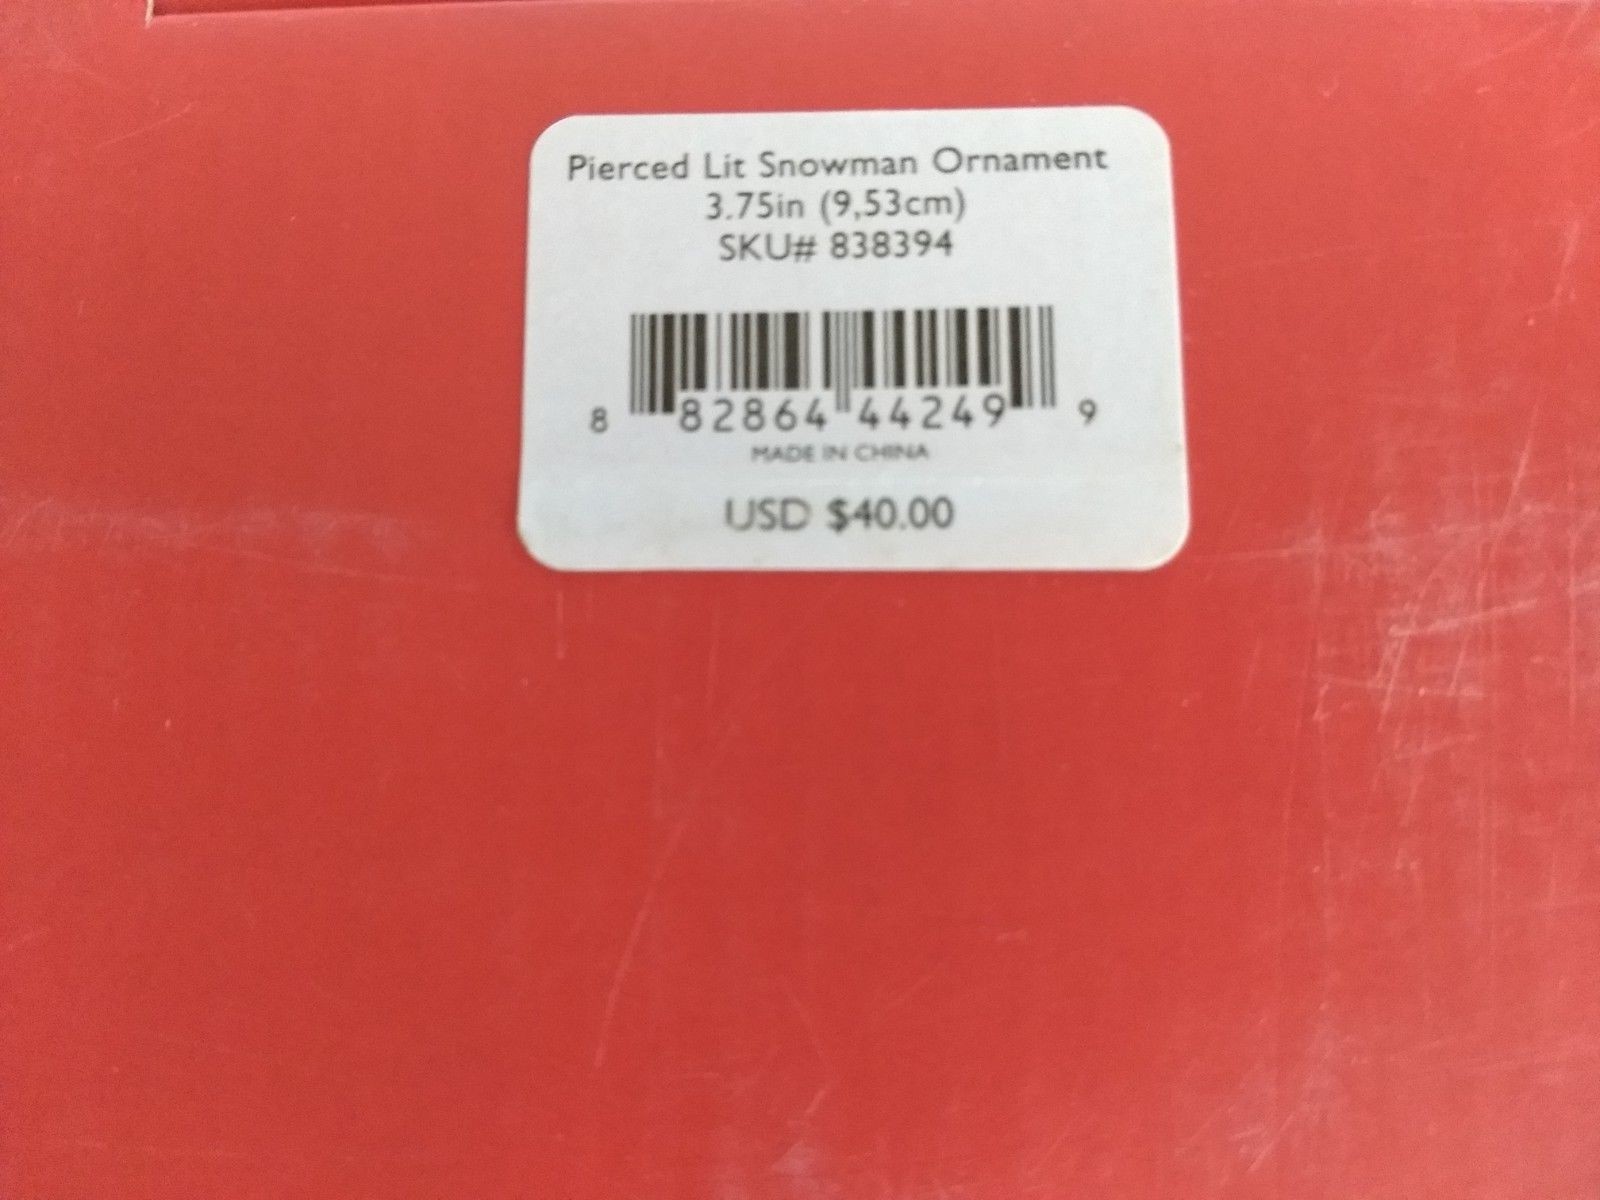 Pierced Lit Snowman Ornament
3.75in (9,53cm)
SKU# 838394
8 82864 44249 9
MADE IN CHINA
USD $40.00